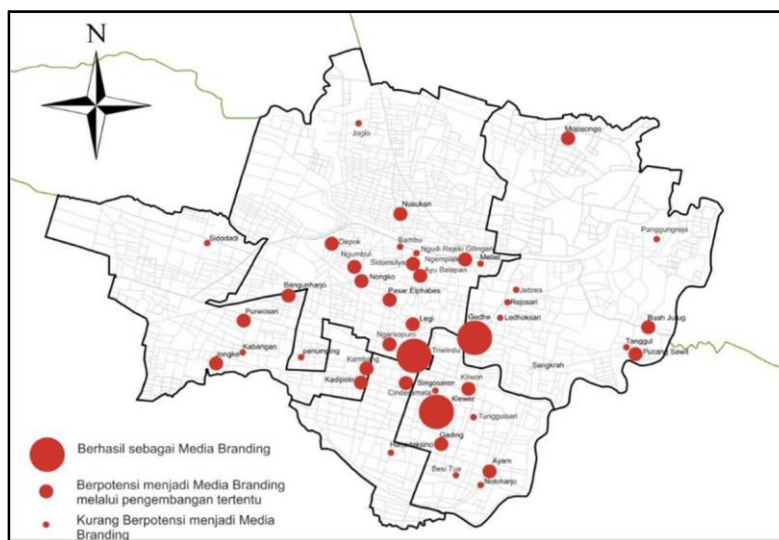 N
Joglo
Mojosongo
Nusukan
Panggungrejo
Sidodadi
Depok
Bambu
Ngudi Rejeki Gilingan
Ngumbul
Sidomulyo
Ngemplak
Mebel
Nongko
Ayu Balapan
Bangunharjo
Pasar Elphabes
Jebres
Rejosari
Purwosari
Legi
Gedhe
Ledhoksari
Buah Jurug
Ngarsopuro
Tanggul
Kabangan
penumping
Triwindu
Pucang Sawit
Jongke
Kembang
Sangkrah
Kadipolo
Kliwon
Singosaren
Cinderamata
Klewer
Tunggulsari
Gading
Harjodaksino
Ayam
Besi Tua
Notoharjo
Berhasil sebagai Media Branding
Berpotensi menjadi Media Branding
melalui pengembangan tertentu
Kurang Berpotensi menjadi Media
Branding